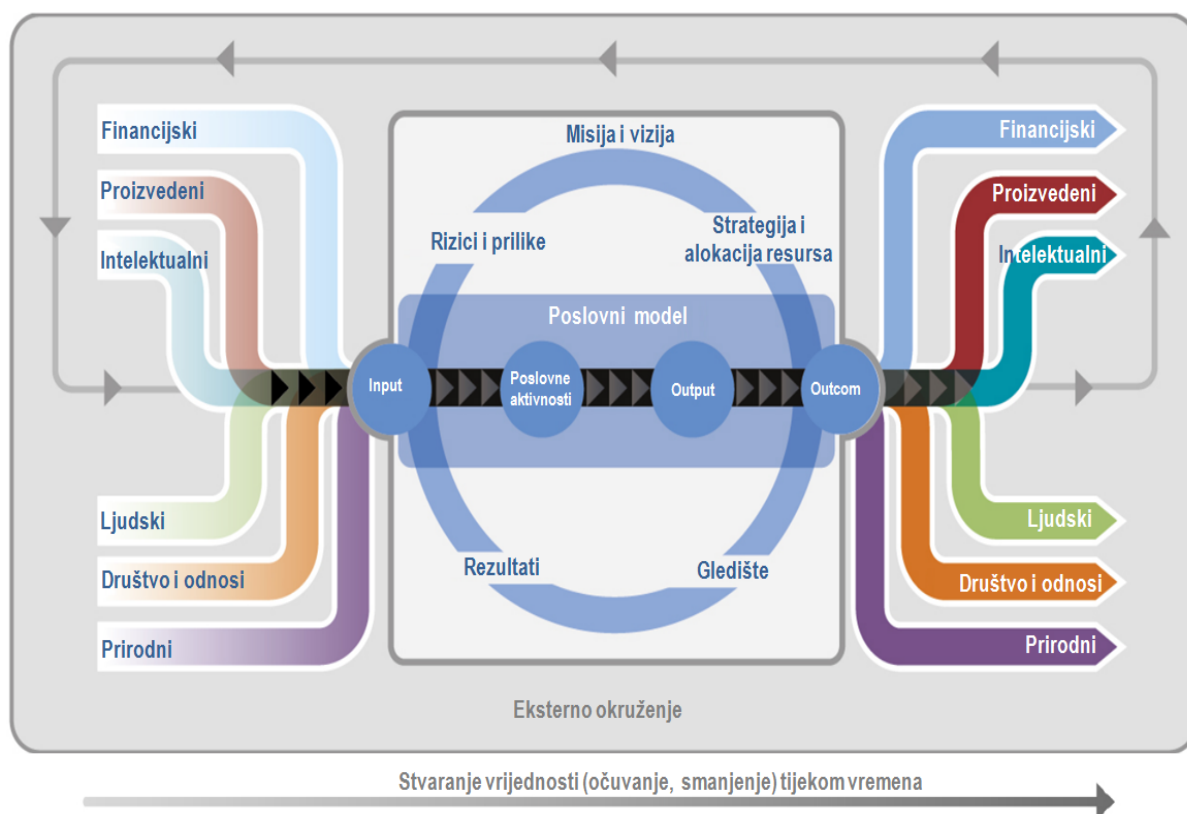 Financijski
Proizvedeni
Intelektualni
Ljudski
Društvo i odnosi
Prirodni
Misija i vizija
Rizici i prilike
Strategija i
alokacija resursa
Poslovni model
Input
Poslovne
aktivnosti
Output
Outcom
Rezultati
Gledište
Financijski
Proizvedeni
Intelektualni
Ljudski
Društvo i odnosi
Prirodni
Eksterno okruženje
Stvaranje vrijednosti (očuvanje, smanjenje) tijekom vremena